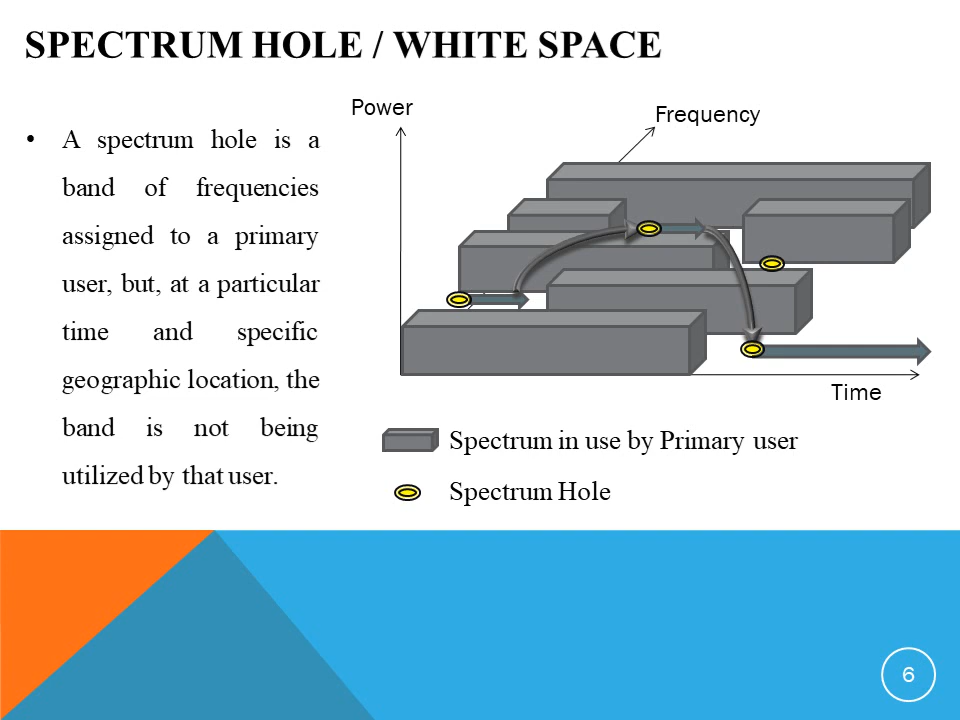 SPECTRUM HOLE / WHITE SPACE
• A spectrum hole is a
band of frequencies
assigned to a primary
user, but, at a particular
time and specific
geographic location, the
band is not being
utilized by that user.
Power
Frequency
Time
Spectrum in use by Primary user
Spectrum Hole
6